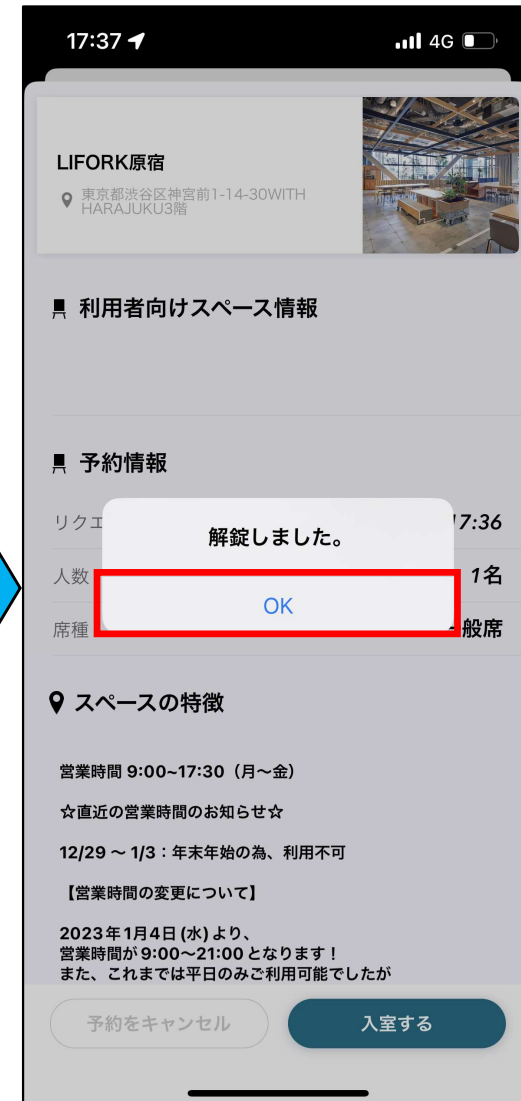 17:37
4G
LIFORK原宿
東京都渋谷区神宮前1-14-30WITH
HARAJUKU3階
利用者向けスペース情報
予約情報
リクエ
7:36
解錠しました。
人数
1名
OK
席種
般席
スペースの特徴
営業時間 9:00~17:30（月～金）
☆直近の営業時間のお知らせ☆
12/29 ～ 1/3：年末年始の為、利用不可
【営業時間の変更について】
2023年1月4日(水)より、
営業時間が9:00～21:00となります！
また、これまでは平日のみご利用可能でしたが
予約をキャンセル
入室する